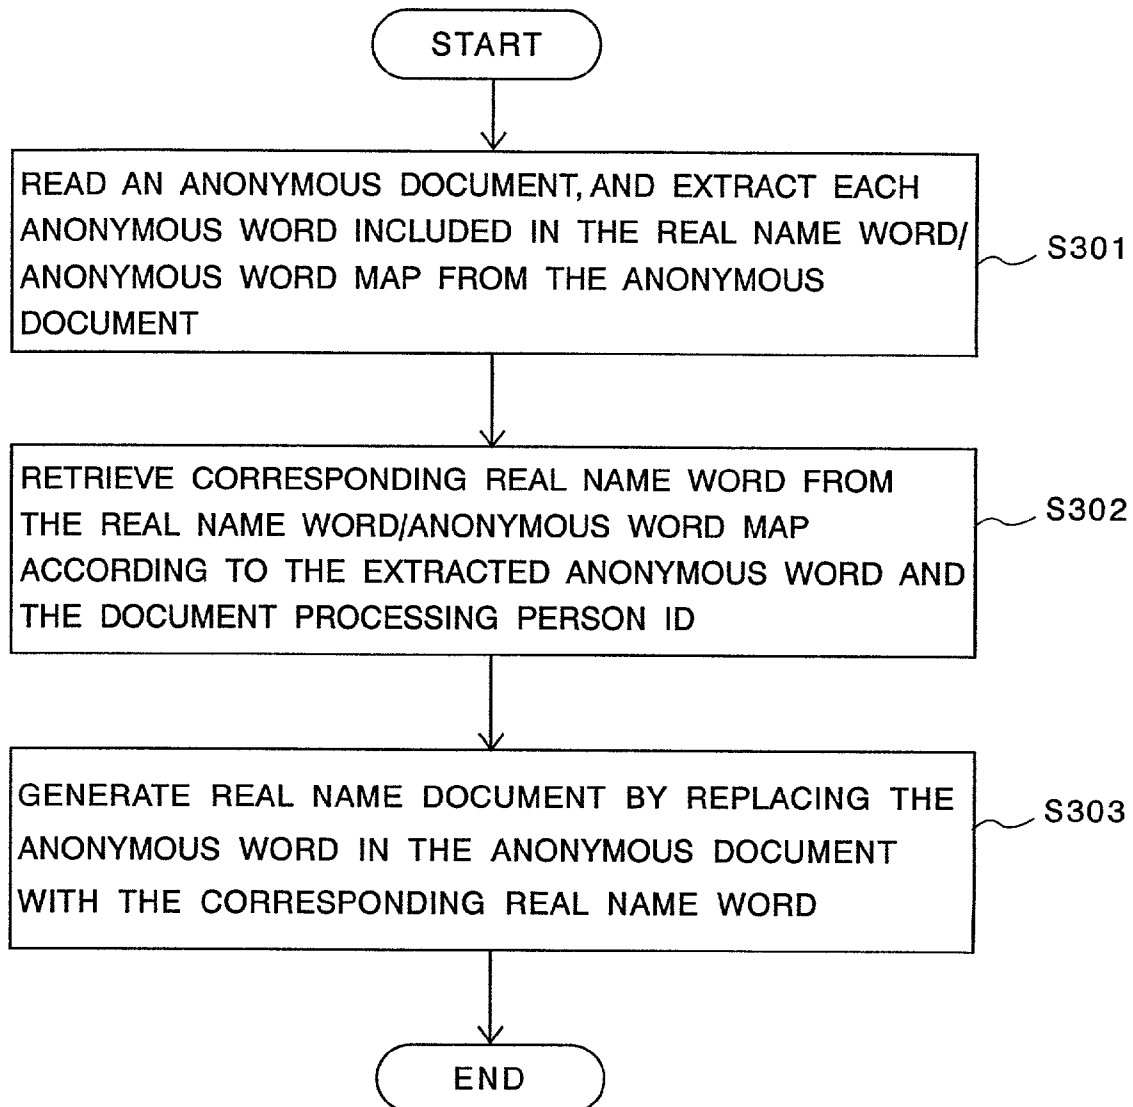 START
READ AN ANONYMOUS DOCUMENT, AND EXTRACT EACH
ANONYMOUS WORD INCLUDED IN THE REAL NAME WORD/
ANONYMOUS WORD MAP FROM THE ANONYMOUS
DOCUMENT
S301
RETRIEVE CORRESPONDING REAL NAME WORD FROM
THE REAL NAME WORD/ANONYMOUS WORD MAP
ACCORDING TO THE EXTRACTED ANONYMOUS WORD AND
THE DOCUMENT PROCESSING PERSON ID
S302
GENERATE REAL NAME DOCUMENT BY REPLACING THE
ANONYMOUS WORD IN THE ANONYMOUS DOCUMENT
WITH THE CORRESPONDING REAL NAME WORD
S303
END